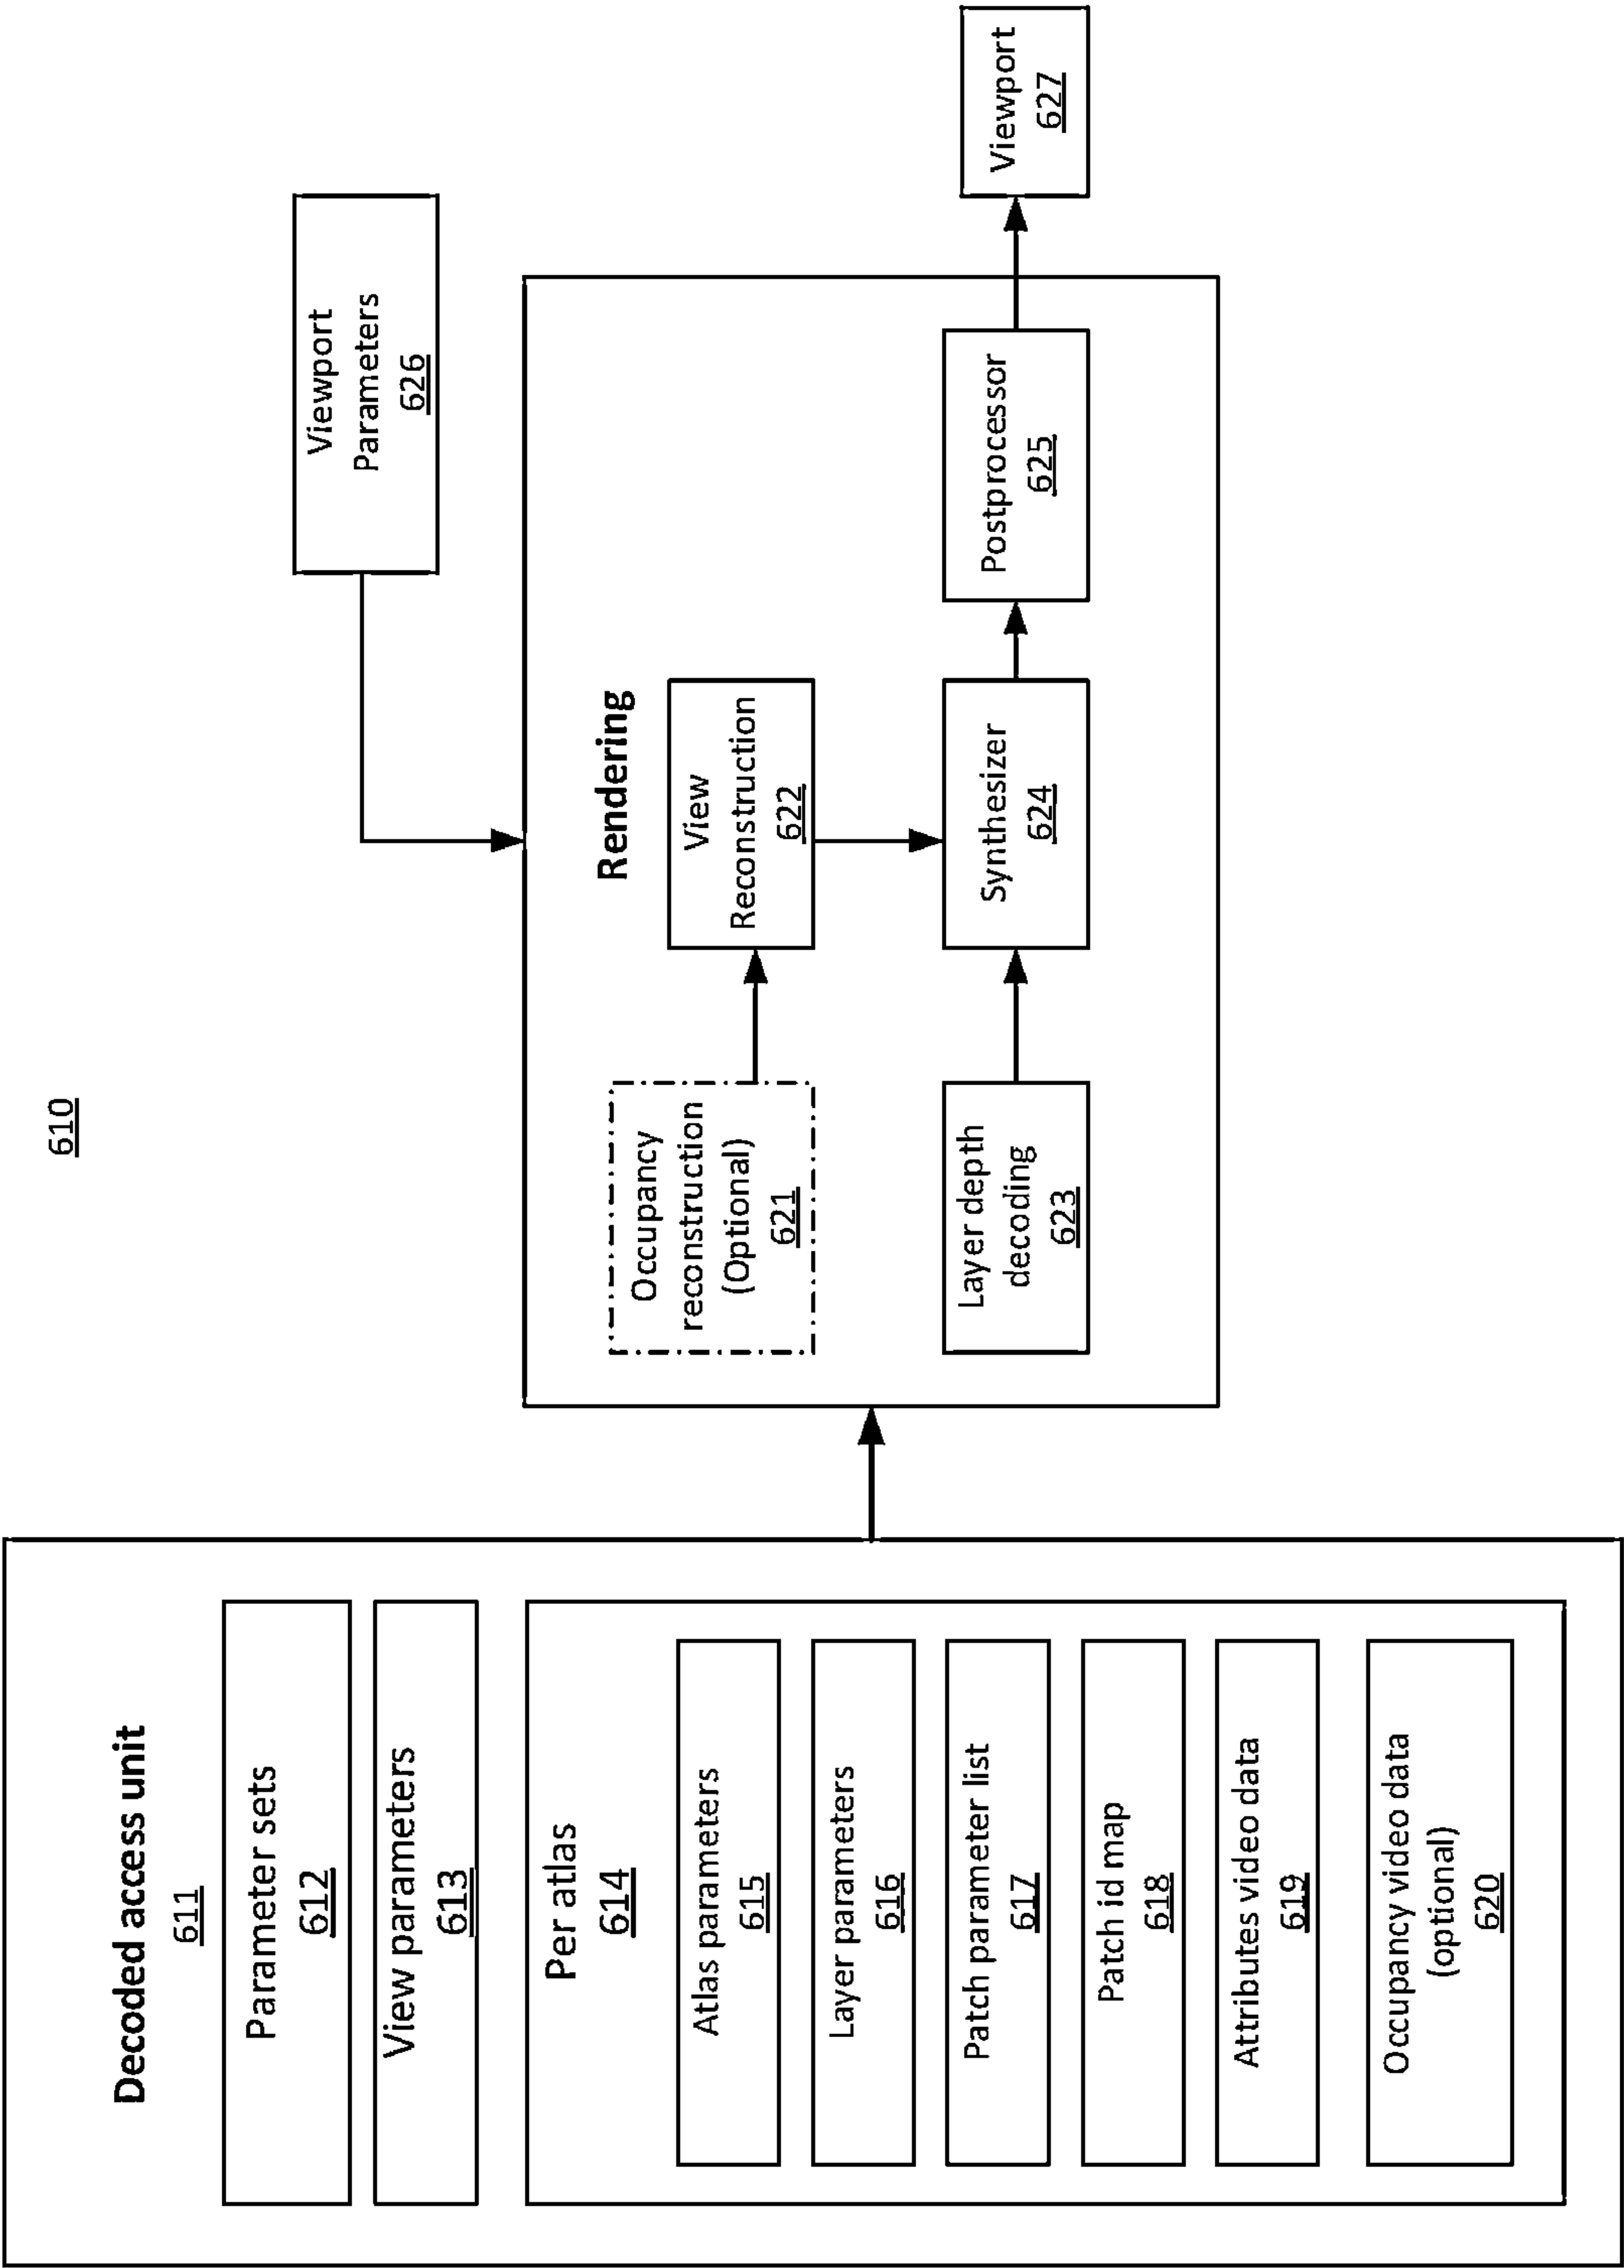 610
Decoded access unit
611
Parameter sets
612
View parameters
613
Per atlas
614
Atlas parameters
615
Layer parameters
616
Patch parameter list
617
Patch id map
618
Attributes video data
619
Occupancy video data
(optional)
620
Rendering
Occupancy
reconstruction
(Optional)
621
View
Reconstruction
622
Layer depth
decoding
623
Synthesizer
624
Postprocessor
625
Viewport
Parameters
626
Viewport
627